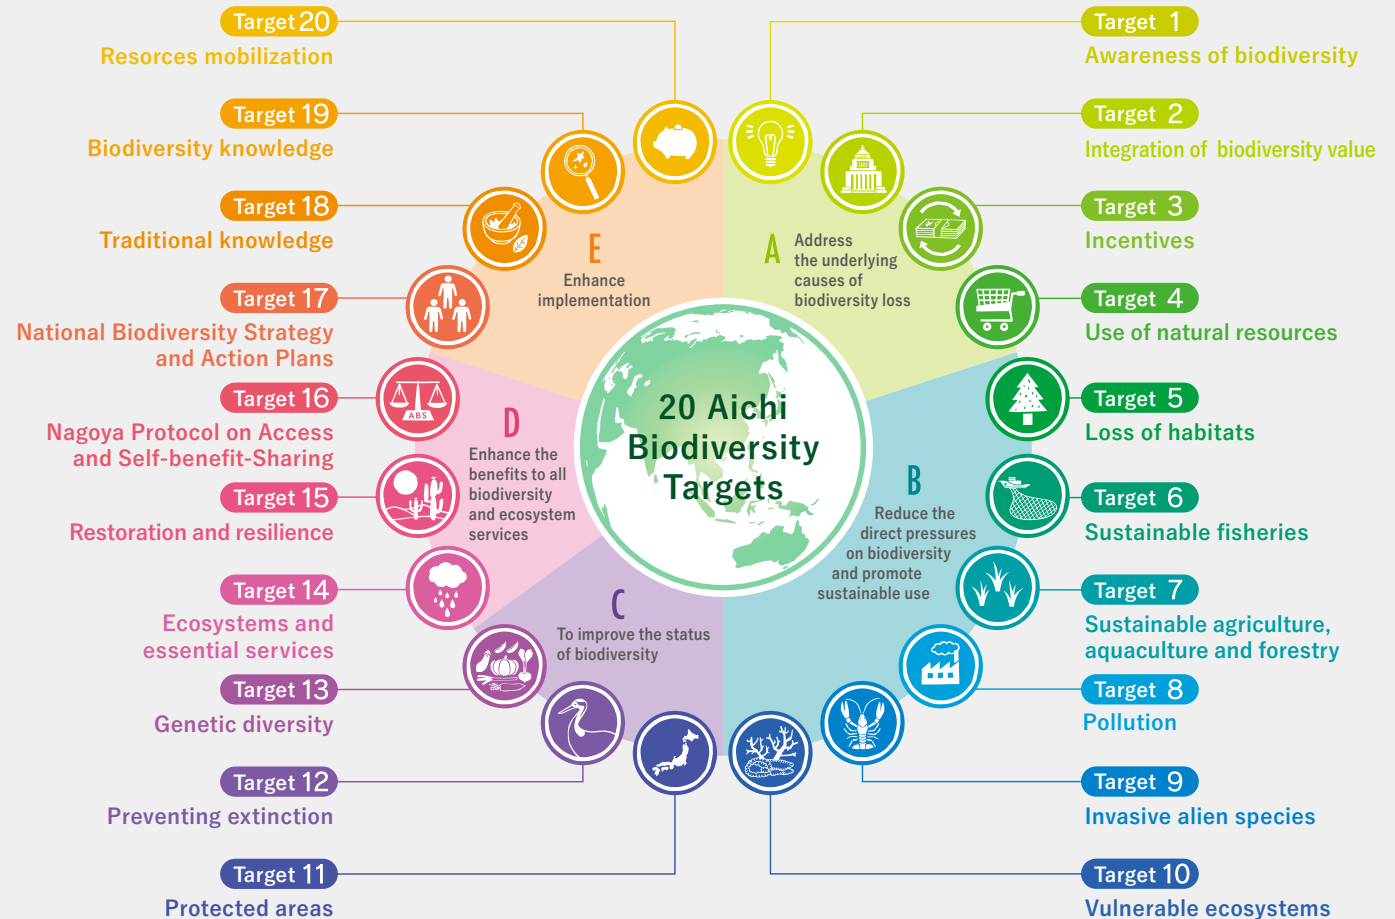 20 Aichi
Biodiversity
Targets
A
Address
the underlying
causes of
biodiversity loss
Target 1
Awareness of biodiversity
Target 2
Integration of biodiversity value
Target 3
Incentives
Target 4
Use of natural resources
B
Reduce the
direct pressures
on biodiversity
and promote
sustainable use
Target 5
Loss of habitats
Target 6
Sustainable fisheries
Target 7
Sustainable agriculture,
aquaculture and forestry
Target 8
Pollution
Target 9
Invasive alien species
Target 10
Vulnerable ecosystems
C
To improve the status
of biodiversity
Target 11
Protected areas
Target 12
Preventing extinction
Target 13
Genetic diversity
D
Enhance the
benefits to all
biodiversity
and ecosystem
services
Target 14
Ecosystems and
essential services
Target 15
Restoration and resilience
Target 16
Nagoya Protocol on Access
and Self-benefit-Sharing
ABS
E
Enhance
implementation
Target 17
National Biodiversity Strategy
and Action Plans
Target 18
Traditional knowledge
Target 19
Biodiversity knowledge
Target 20
Resorces mobilization